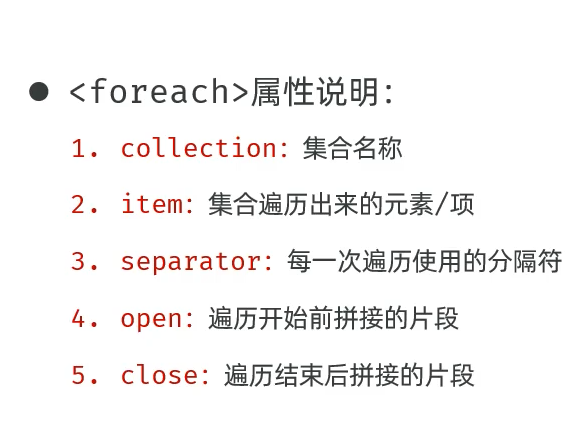 ● <foreach>属性说明：
1. collection：集合名称
2. item：集合遍历出来的元素/项
3. separator：每一次遍历使用的分隔符
4. open：遍历开始前拼接的片段
5. close：遍历结束后拼接的片段